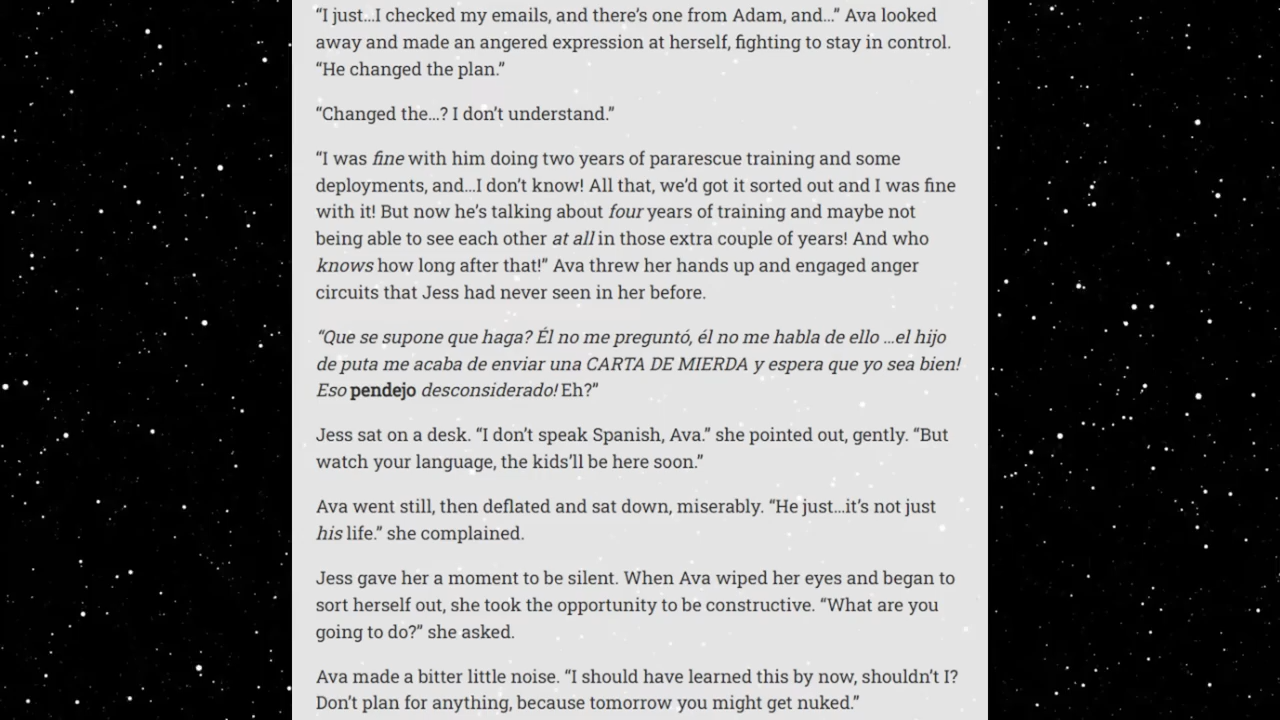 “I just…I checked my emails, and there’s one from Adam, and…” Ava looked
away and made an angered expression at herself, fighting to stay in control.
“He changed the plan.”
“Changed the…? I don’t understand.”
“I was fine with him doing two years of pararescue training and some
deployments, and…I don’t know! All that, we’d got it sorted out and I was fine
with it! But now he’s talking about four years of training and maybe not
being able to see each other at all in those extra couple of years! And who
knows how long after that!” Ava threw her hands up and engaged anger
circuits that Jess had never seen in her before.
“Que se supone que haga? Él no me preguntó, él no me habla de ello …el hijo
de puta me acaba de enviar una CARTA DE MIERDA y espera que yo sea bien!
Eso pendejo desconsiderado! Eh?”
Jess sat on a desk. “I don’t speak Spanish, Ava.” she pointed out, gently. “But
watch your language, the kids’ll be here soon.”
Ava went still, then deflated and sat down, miserably. “He just…it’s not just
his life.” she complained.
Jess gave her a moment to be silent. When Ava wiped her eyes and began to
sort herself out, she took the opportunity to be constructive. “What are you
going to do?” she asked.
Ava made a bitter little noise. “I should have learned this by now, shouldn’t I?
Don’t plan for anything, because tomorrow you might get nuked.”